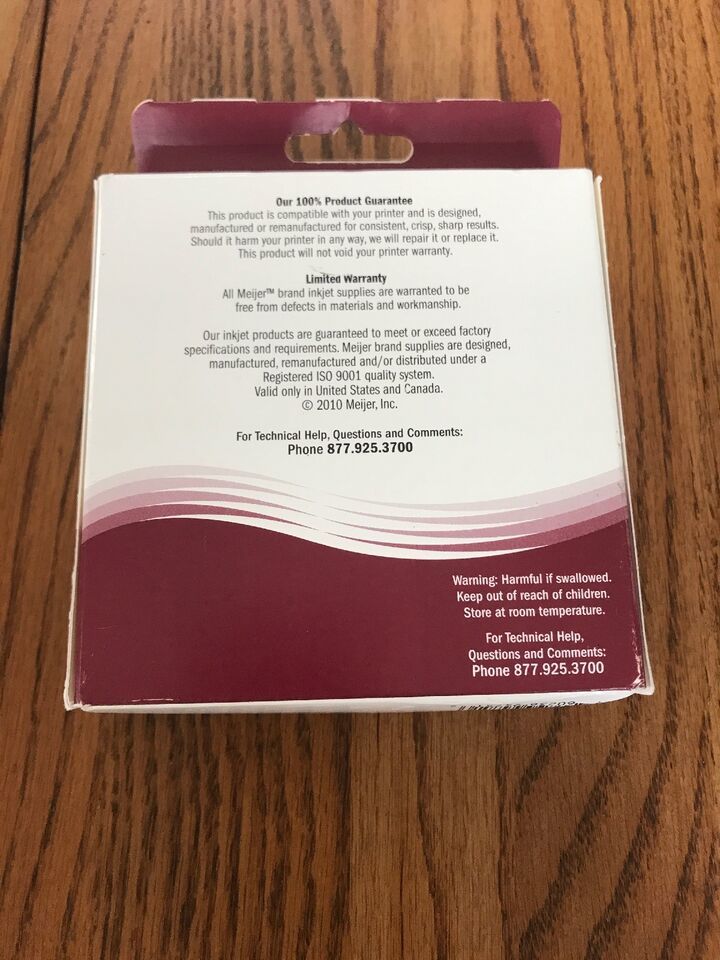 Our 100% Product Guarantee
This product is compatible with your printer and is designed,
manufactured or remanufactured for consistent, crisp, sharp results.
Should it harm your printer in any way, we will repair it or replace it.
This product will not void your printer warranty.
Limited Warranty
All Meijer™ brand inkjet supplies are warranted to be
free from defects in materials and workmanship.
Our inkjet products are guaranteed to meet or exceed factory
specifications and requirements. Meijer brand supplies are designed,
manufactured, remanufactured and/or distributed under a
Registered ISO 9001 quality system.
Valid only in United States and Canada.
© 2010 Meijer, Inc.
For Technical Help, Questions and Comments:
Phone 877.925.3700
Warning: Harmful if swallowed.
Keep out of reach of children.
Store at room temperature.
For Technical Help,
Questions and Comments:
Phone 877.925.3700